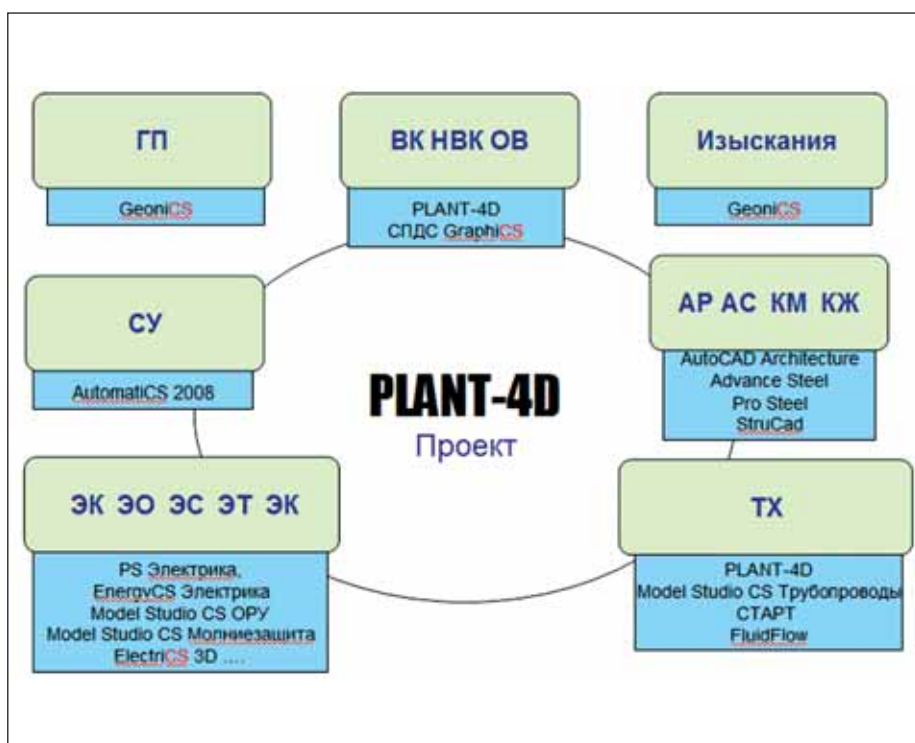 ГП
GeoniCS
ВК НВК ОВ
PLANT-4D
СПДС GraphiCS
Изыскания
GeoniCS
СУ
AutomatiCS 2008
АР АС КМ КЖ
AutoCAD Architecture
Advance Steel
Pro Steel
StruCad
PLANT-4D
Проект
ЭК ЭО ЭС ЭТ ЭК
PS Электрика,
EnergyCS Электрика
Model Studio CS ОРУ
Model Studio CS Молниезащита
ElectriCS 3D ....
ТХ
PLANT-4D
Model Studio CS Трубопроводы
СТАРТ
FluidFlow